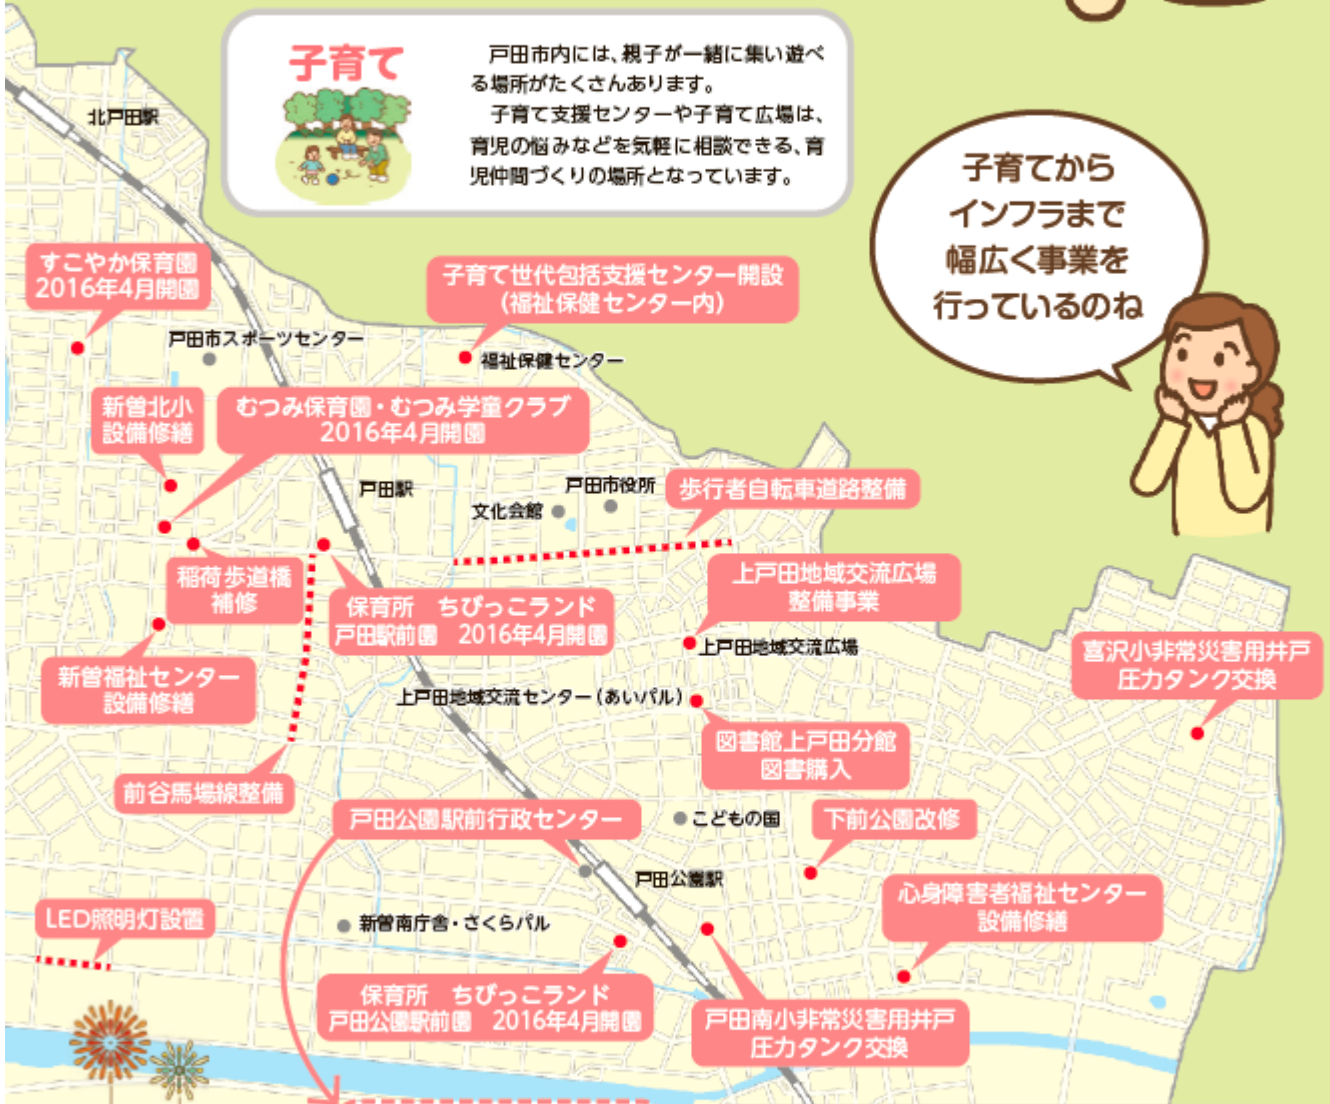 子育て
戸田市内には、親子が一緒に集い遊べ
る場所がたくさんあります。
子育て支援センターや子育て広場は、
育児の悩みなどを気軽に相談できる、育
児仲間づくりの場所となっています。
北戸田駅
子育てから
インフラまで
幅広く事業を
行っているのね
すこやか保育園
2016年4月開園
子育て世代包括支援センター開設
(福祉保健センター内)
戸田市スポーツセンター
福祉保健センター
新曽北小
設備修繕
むつみ保育園・むつみ学童クラブ
2016年4月開園
戸田駅
戸田市役所
文化会館
歩行者自転車道路整備
稲荷歩道橋
補修
保育所　ちびっこランド
戸田駅前園　2016年4月開園
上戸田地域交流広場
整備事業
上戸田地域交流広場
喜沢小非常災害用井戸
圧力タンク交換
新曽福祉センター
設備修繕
上戸田地域交流センター(あいパル)
図書館上戸田分館
図書購入
前谷馬場線整備
戸田公園駅前行政センター
こどもの国
下前公園改修
戸田公園駅
心身障害者福祉センター
設備修繕
LED照明灯設置
新曽南庁舎・さくらパル
保育所　ちびっこランド
戸田公園駅前園　2016年4月開園
戸田南小非常災害用井戸
圧力タンク交換